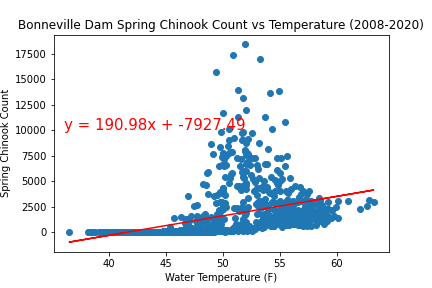 Bonneville Dam Spring Chinook Count vs Temperature (2008-2020)
17500
15000
12500
10000
7500
5000
2500
0
Spring Chinook Count
y = 190.98x + -7927.49
40 45 50 55 60
Water Temperature (F)